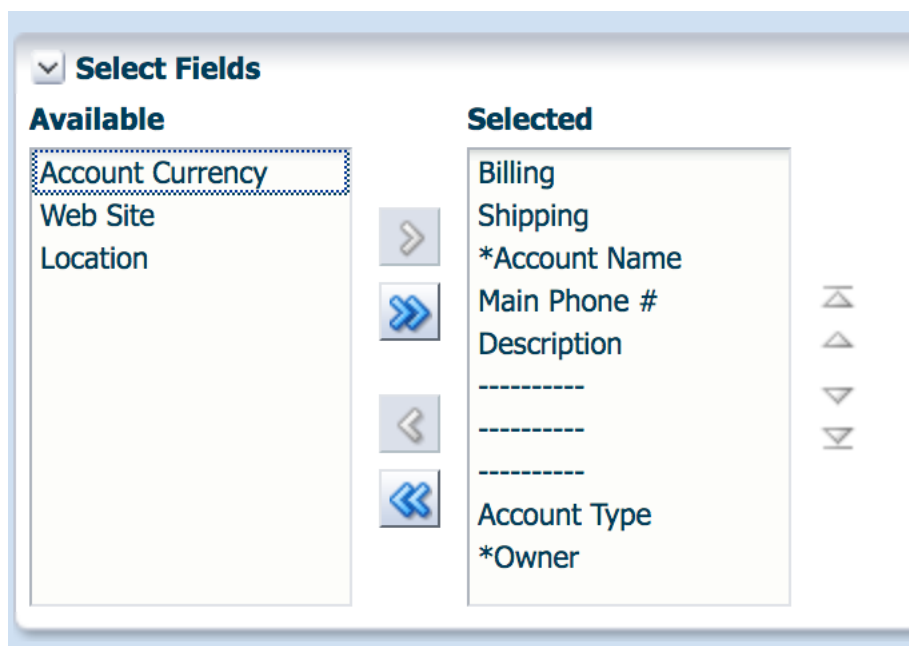 Select Fields
Available
Account Currency
Web Site
Location
Selected
Billing
Shipping
*Account Name
Main Phone #
Description
----------
----------
----------
Account Type
*Owner